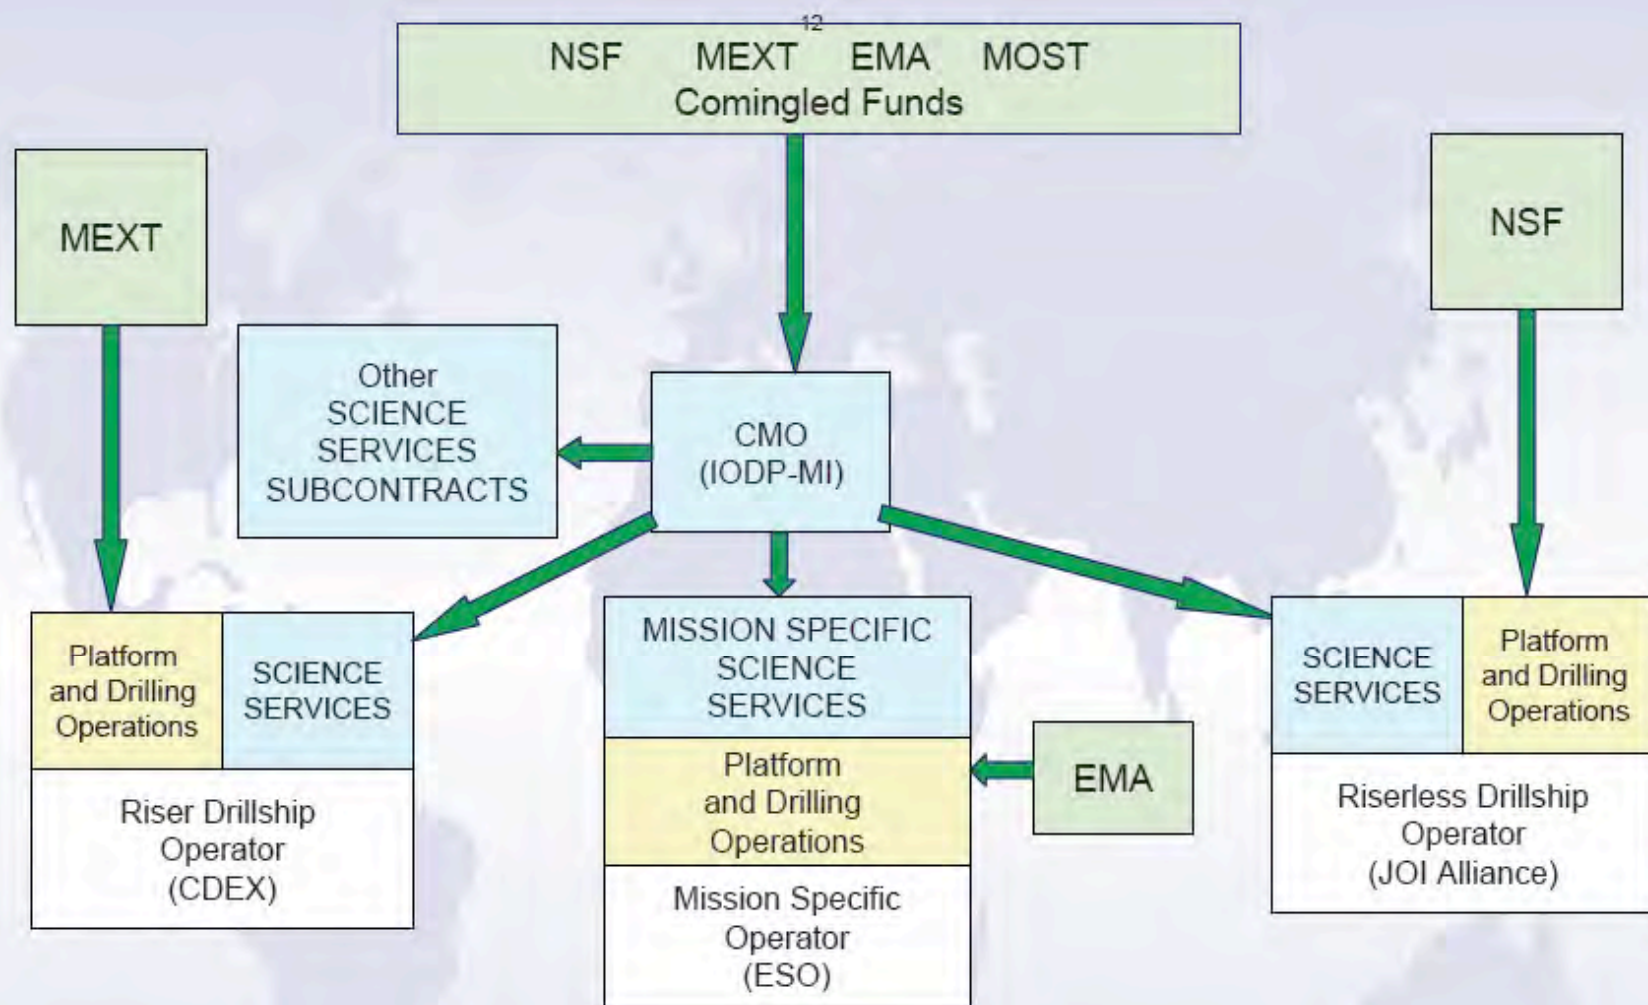 12
NSF MEXT EMA MOST
Comingled Funds
MEXT
NSF
Other
SCIENCE
SERVICES
SUBCONTRACTS
CMO
(IODP-MI)
Platform
and Drilling
Operations
SCIENCE
SERVICES
Riser Drillship
Operator
(CDEX)
MISSION SPECIFIC
SCIENCE
SERVICES
Platform
and Drilling
Operations
Mission Specific
Operator
(ESO)
EMA
SCIENCE
SERVICES
Platform
and Drilling
Operations
Riserless Drillship
Operator
(JOI Alliance)